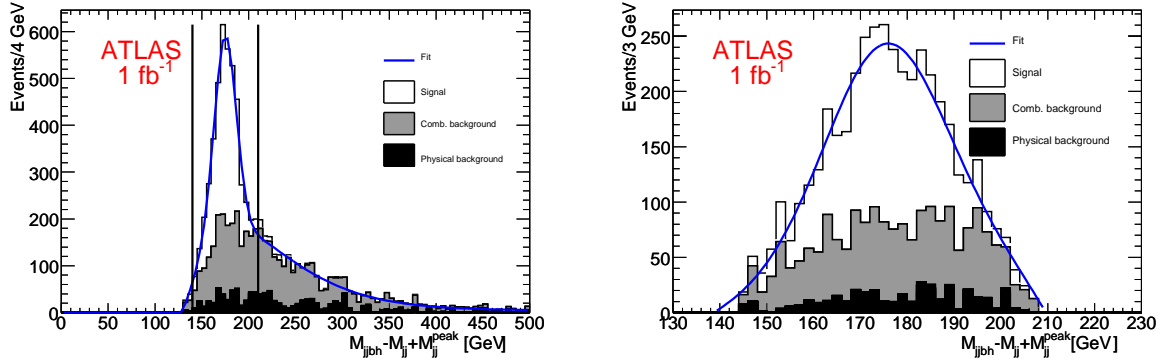 Events/4 GeV
600
500
400
300
200
100
0
ATLAS
1 fb⁻¹
Fit
Signal
Comb. background
Physical background
0 50 100 150 200 250 300 350 400 450 500
M_jjbh-M_jj+M_jj^peak [GeV]
Events/3 GeV
250
200
150
100
50
0
ATLAS
1 fb⁻¹
Fit
Signal
Comb. background
Physical background
130 140 150 160 170 180 190 200 210 220 230
M_jjbh-M_jj+M_jj^peak [GeV]